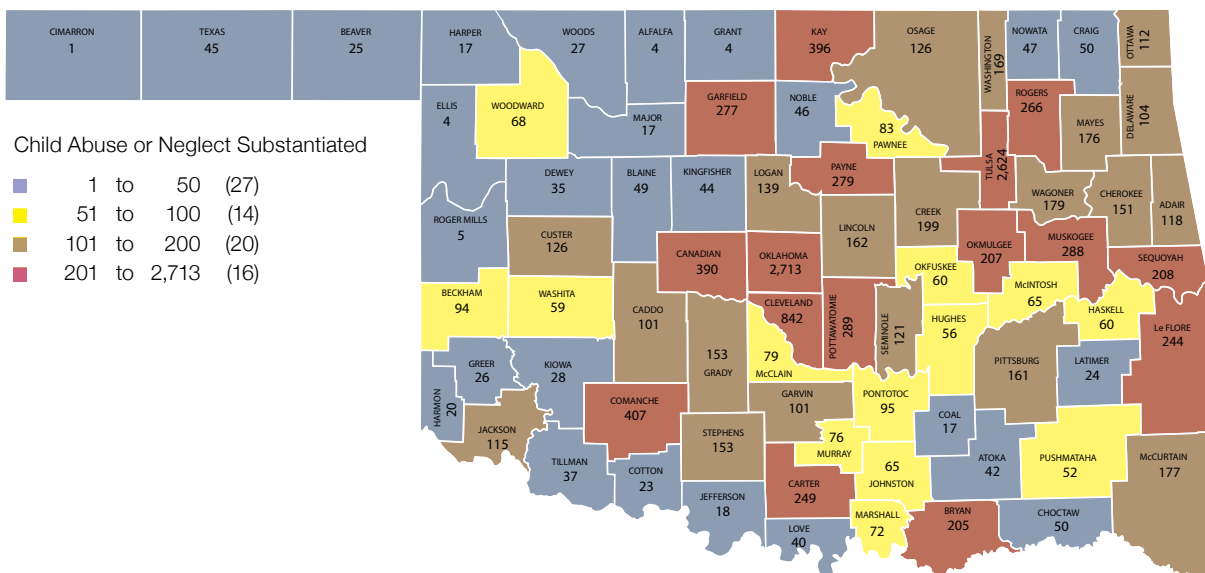 CIMARRON
1
TEXAS
45
BEAVER
25
HARPER
17
WOODS
27
ALFALFA
4
GRANT
4
KAY
396
OSAGE
126
WASHINGTON
169
NOWATA
47
CRAIG
50
OTTAWA
112
ELLIS
4
WOODWARD
68
MAJOR
17
GARFIELD
277
NOBLE
46
83
PAWNEE
TULSA
2,624
ROGERS
266
MAYES
176
DELAWARE
104
Child Abuse or Neglect Substantiated
1 to 50 (27)
51 to 100 (14)
101 to 200 (20)
201 to 2,713 (16)
DEWEY
35
BLAINE
49
KINGFISHER
44
LOGAN
139
PAYNE
279
CREEK
199
WAGONER
179
CHEROKEE
151
ADAIR
118
ROGER MILLS
5
CUSTER
126
CANADIAN
390
OKLAHOMA
2,713
LINCOLN
162
OKMULGEE
207
MUSKOGEE
288
SEQUOYAH
208
BECKHAM
94
WASHITA
59
CADDO
101
CLEVELAND
842
POTTAWATOMIE
289
SEMINOLE
121
OKFUSKEE
60
HUGHES
56
McINTOSH
65
HASKELL
60
Le FLORE
244
HARMON
20
GREER
26
KIOWA
28
153
GRADY
79
McCLAIN
PITTSBURG
161
LATIMER
24
JACKSON
115
COMANCHE
407
GARVIN
101
PONTOTOC
95
COAL
17
TILLMAN
37
COTTON
23
STEPHENS
153
76
MURRAY
65
JOHNSTON
ATOKA
42
PUSHMATAHA
52
McCURTAIN
177
JEFFERSON
18
CARTER
249
LOVE
40
MARSHALL
72
BRYAN
205
CHOCTAW
50